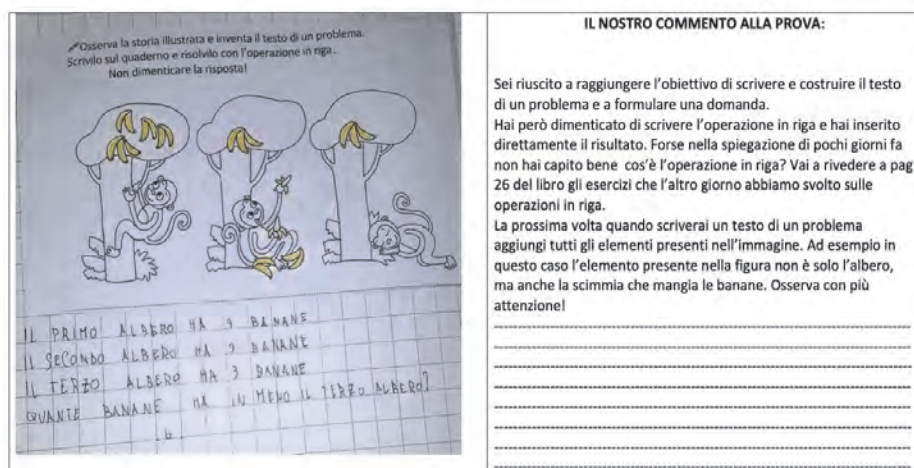 Osserva la storia illustrata e inventa il testo di un problema.
Scrivilo sul quaderno e risolvilo con l'operazione in riga.
Non dimenticare la risposta!
IL PRIMO ALBERO HA 9 BANANE
IL SECONDO ALBERO HA 9 BANANE
IL TERZO ALBERO HA 3 BANANE
QUANTE BANANE HA IN MENO IL TERZO ALBERO?
6
IL NOSTRO COMMENTO ALLA PROVA:
Sei riuscito a raggiungere l'obiettivo di scrivere e costruire il testo
di un problema e a formulare una domanda.
Hai però dimenticato di scrivere l'operazione in riga e hai inserito
direttamente il risultato. Forse nella spiegazione di pochi giorni fa
non hai capito bene cos'è l'operazione in riga? Vai a rivedere a pag
26 del libro gli esercizi che l'altro giorno abbiamo svolto sulle
operazioni in riga.
La prossima volta quando scriverai un testo di un problema
aggiungi tutti gli elementi presenti nell'immagine. Ad esempio in
questo caso l'elemento presente nella figura non è solo l'albero,
ma anche la scimmia che mangia le banane. Osserva con più
attenzione!